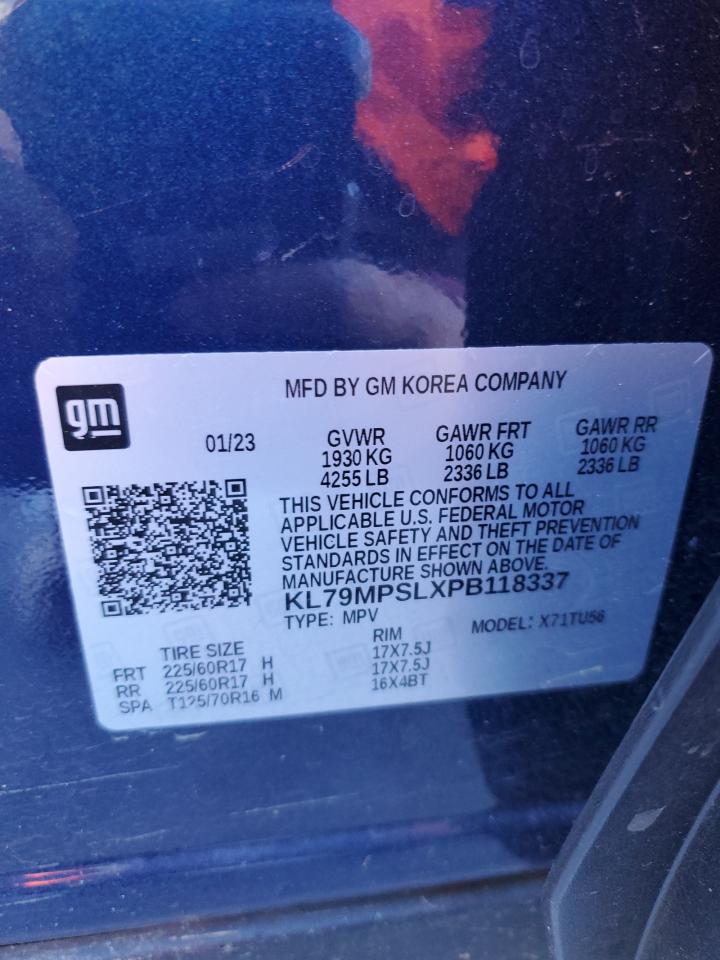 MFD BY GM KOREA COMPANY
gm
01/23
GVWR GAWR FRT GAWR RR
1930 KG 1060 KG 1060 KG
4255 LB 2336 LB 2336 LB
THIS VEHICLE CONFORMS TO ALL
APPLICABLE U.S. FEDERAL MOTOR
VEHICLE SAFETY AND THEFT PREVENTION
STANDARDS IN EFFECT ON THE DATE OF
MANUFACTURE SHOWN ABOVE.
KL79MPSLXPB118337
TYPE: MPV MODEL: X71TU56
TIRE SIZE RIM
FRT 225/60R17 H 17X7.5J
RR 225/60R17 H 17X7.5J
SPA T125/70R16 M 16X4BT